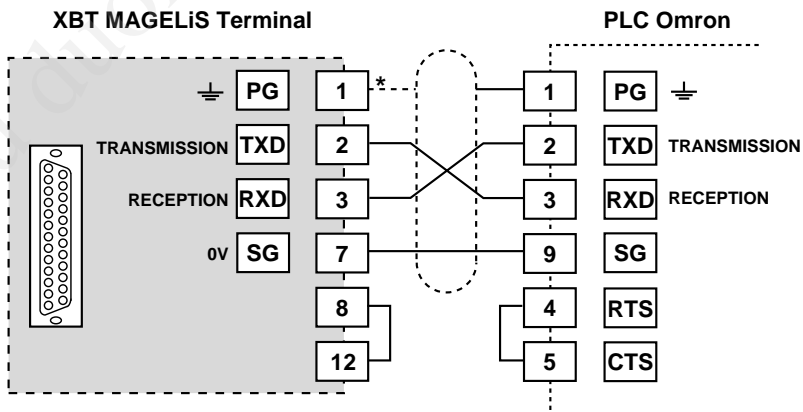 XBT MAGELiS Terminal PLC Omron
PG 1 * 1 PG
TRANSMISSION TXD 2 2 TXD TRANSMISSION
RECEPTION RXD 3 3 RXD RECEPTION
0V SG 7 9 SG
8 4 RTS
12 5 CTS